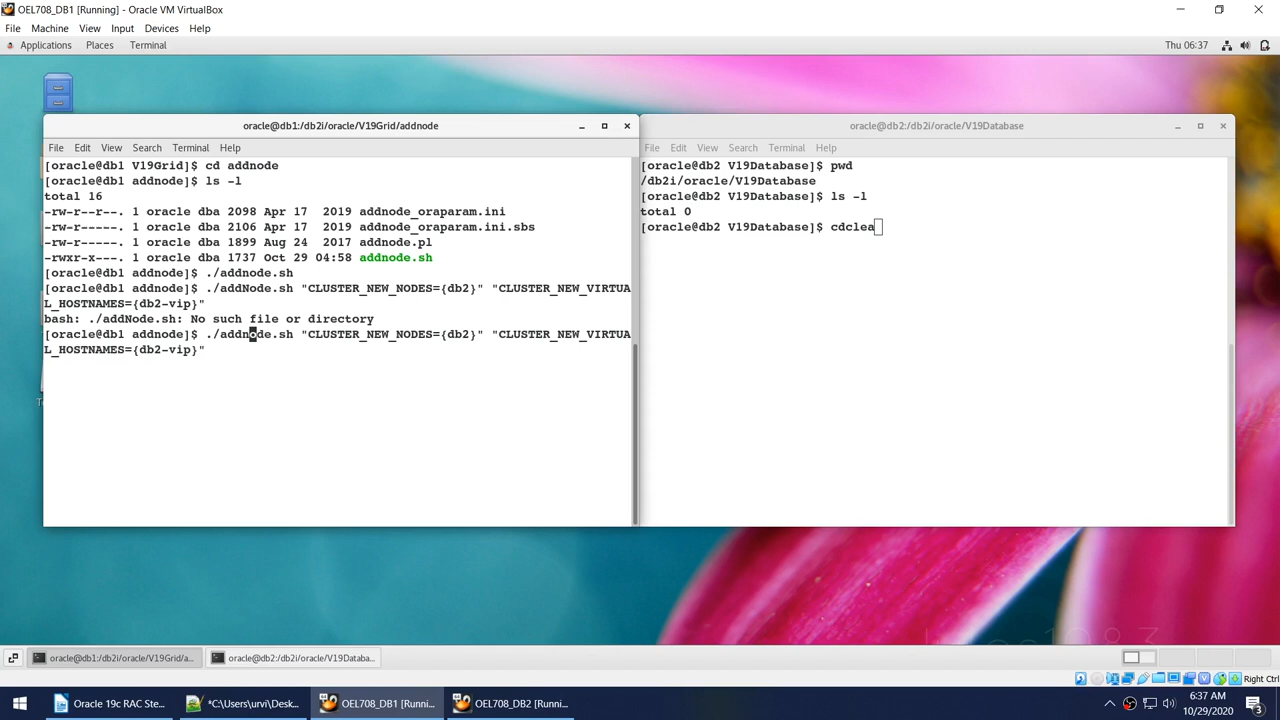 OEL708_DB1 [Running] - Oracle VM VirtualBox
File Machine View Input Devices Help
Applications Places Terminal Thu 06:37
oracle@db1:/db2i/oracle/V19Grid/addnode
File Edit View Search Terminal Help
[oracle@db1 V19Grid]$ cd addnode
[oracle@db1 addnode]$ ls -l
total 16
-rw-r--r--. 1 oracle dba 2098 Apr 17  2019 addnode_oraparam.ini
-rw-r-----. 1 oracle dba 2106 Apr 17  2019 addnode_oraparam.ini.sbs
-rw-r-----. 1 oracle dba 1899 Aug 24  2017 addnode.pl
-rwxr-x---. 1 oracle dba 1737 Oct 29 04:58 addnode.sh
[oracle@db1 addnode]$ ./addnode.sh
[oracle@db1 addnode]$ ./addNode.sh "CLUSTER_NEW_NODES={db2}" "CLUSTER_NEW_VIRTUA
L_HOSTNAMES={db2-vip}"
bash: ./addNode.sh: No such file or directory
[oracle@db1 addnode]$ ./addnode.sh "CLUSTER_NEW_NODES={db2}" "CLUSTER_NEW_VIRTUA
L_HOSTNAMES={db2-vip}"
oracle@db2:/db2i/oracle/V19Database
File Edit View Search Terminal Help
[oracle@db2 V19Database]$ pwd
/db2i/oracle/V19Database
[oracle@db2 V19Database]$ ls -l
total 0
[oracle@db2 V19Database]$ cdclea
oracle@db1:/db2i/oracle/V19Grid/a... oracle@db2:/db2i/oracle/V19Databa...
Right Ctrl
Oracle 19c RAC Ste... *C:\Users\urvi\Desk... OEL708_DB1 [Runni... OEL708_DB2 [Runni...
6:37 AM
10/29/2020
3